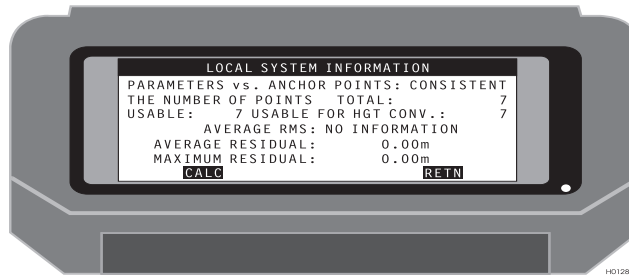 LOCAL SYSTEM INFORMATION
PARAMETERS vs. ANCHOR POINTS: CONSISTENT
THE NUMBER OF POINTS TOTAL: 7
USABLE: 7 USABLE FOR HGT CONV.: 7
AVERAGE RMS: NO INFORMATION
AVERAGE RESIDUAL: 0.00m
MAXIMUM RESIDUAL: 0.00m
CALC RETN
H0128